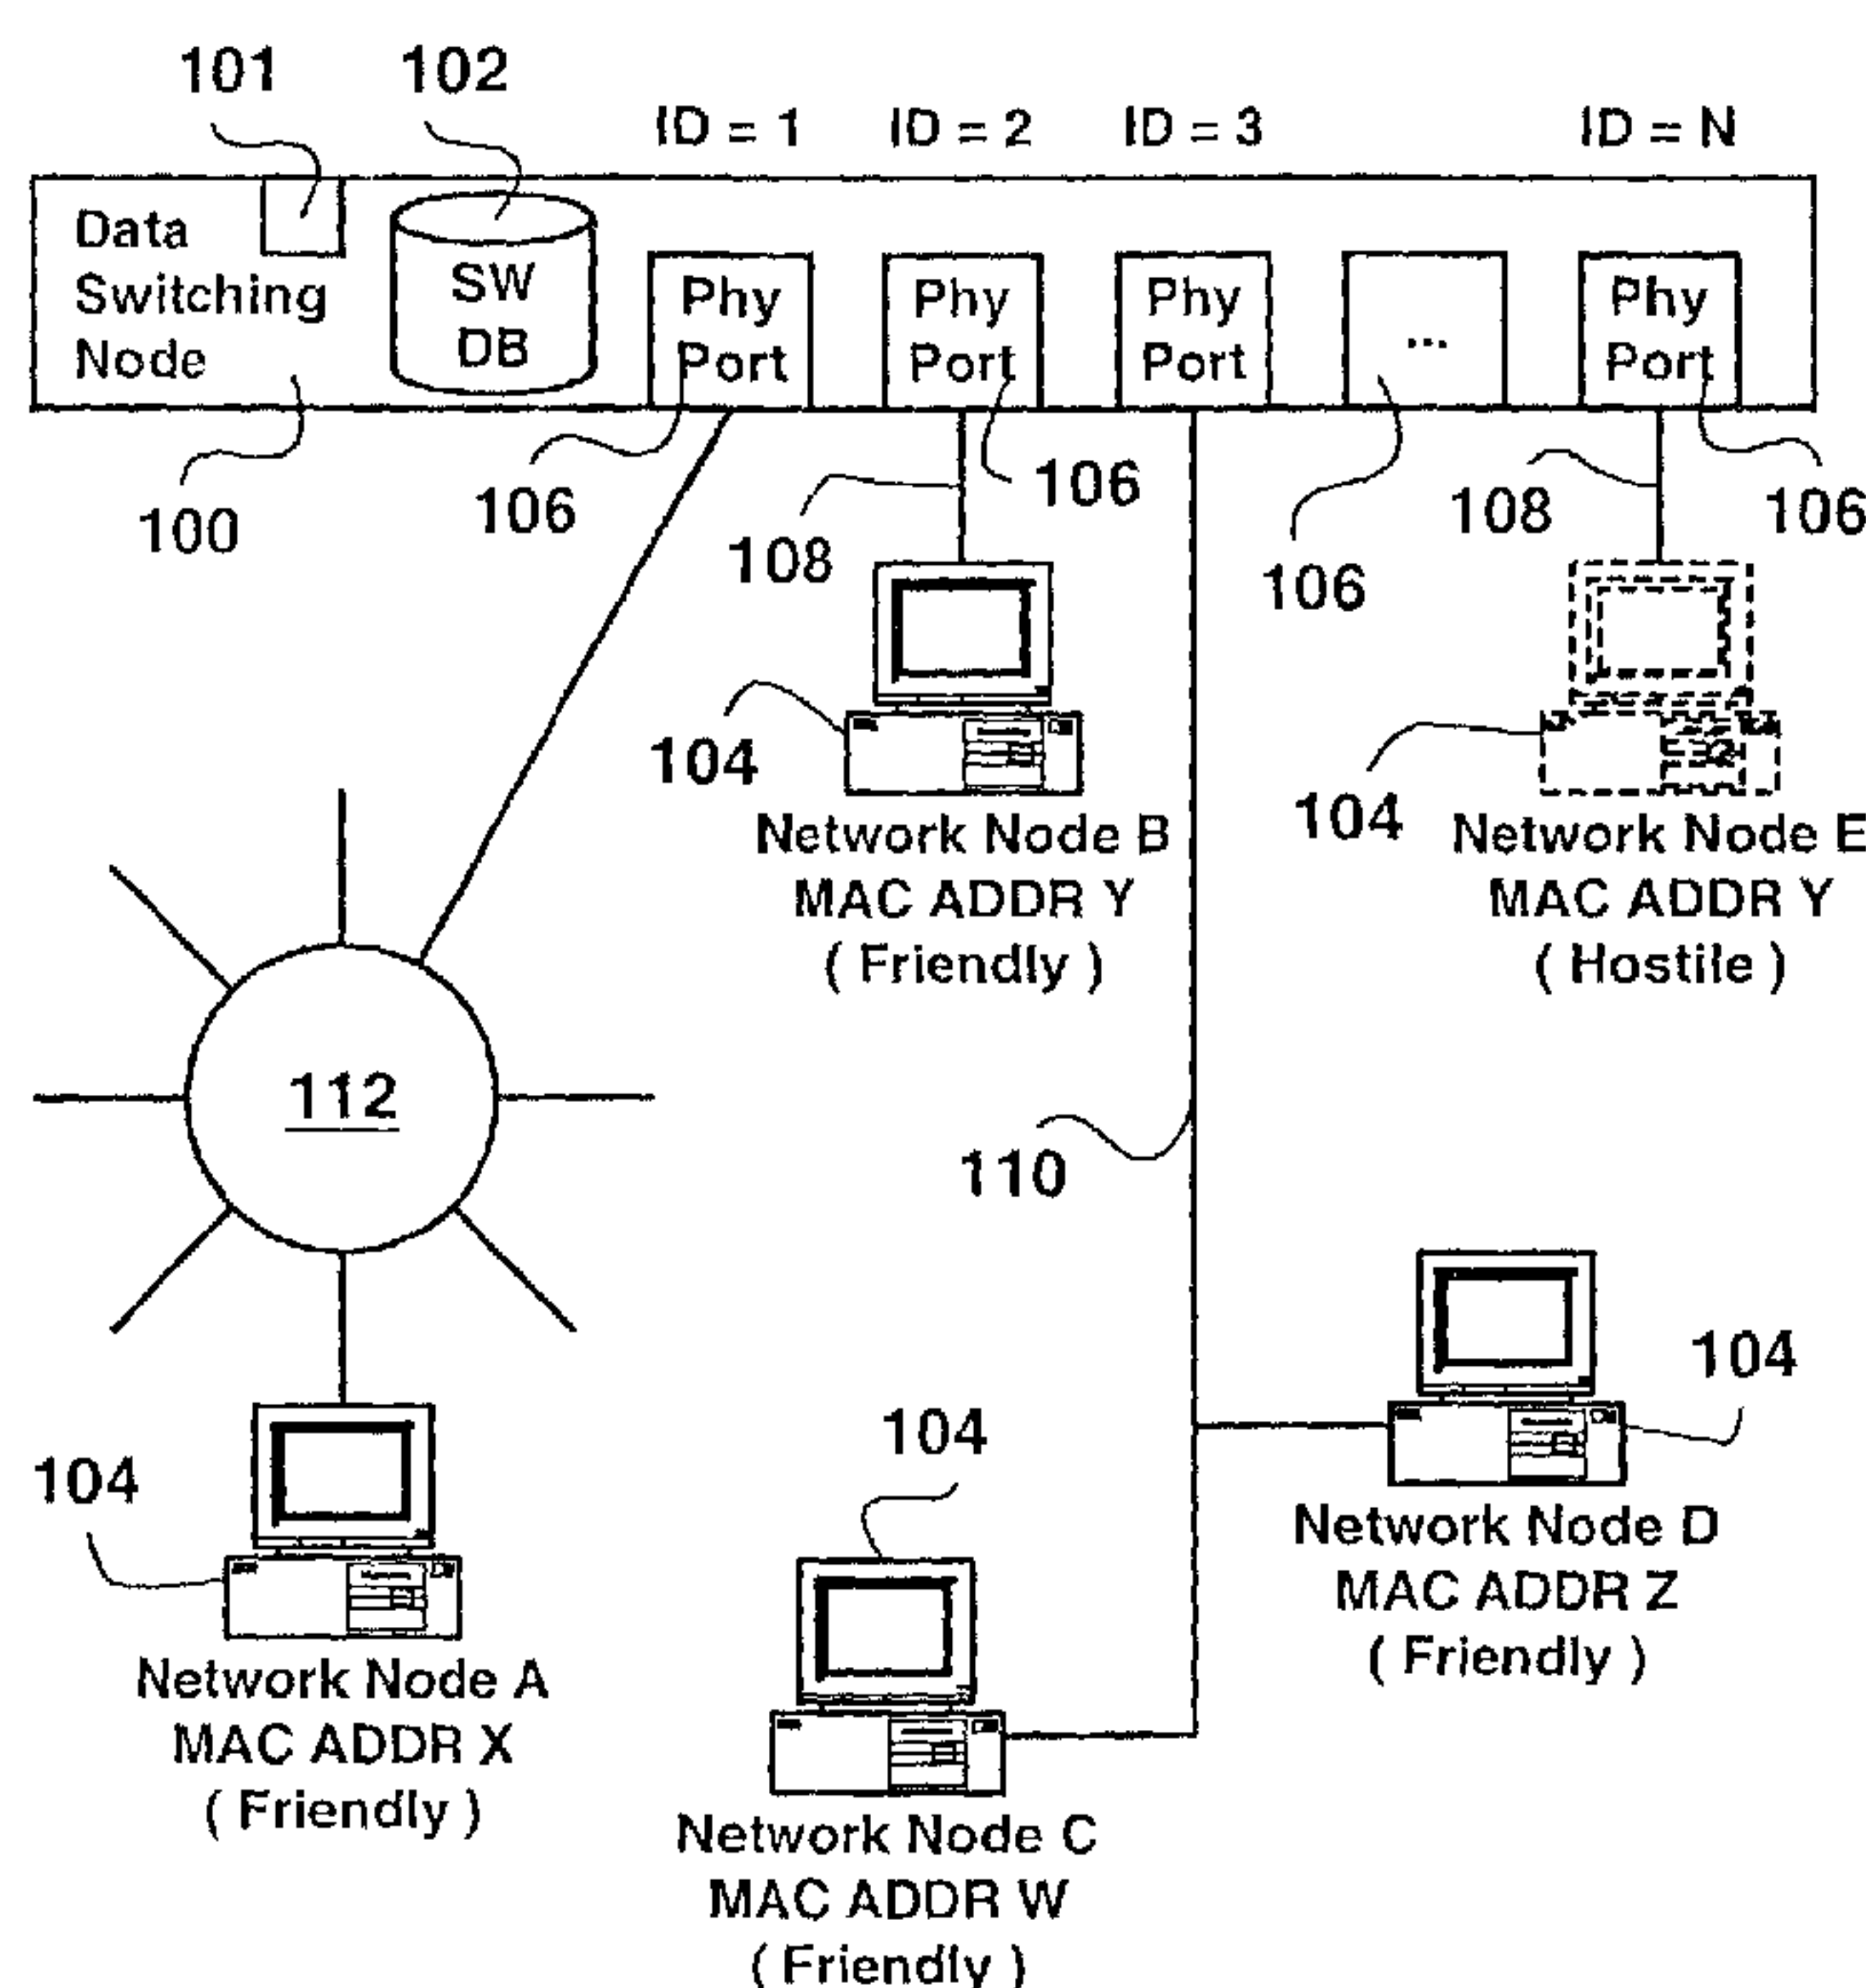 101
102
ID = 1
ID = 2
ID = 3
ID = N
Data
Switching
Node
SW
DB
Phy
Port
Phy
Port
Phy
Port
...
Phy
Port
100
106
108
106
106
108
106
104
Network Node B
MAC ADDR Y
( Friendly )
104
Network Node E
MAC ADDR Y
( Hostile )
112
110
104
Network Node A
MAC ADDR X
( Friendly )
104
Network Node C
MAC ADDR W
( Friendly )
104
Network Node D
MAC ADDR Z
( Friendly )